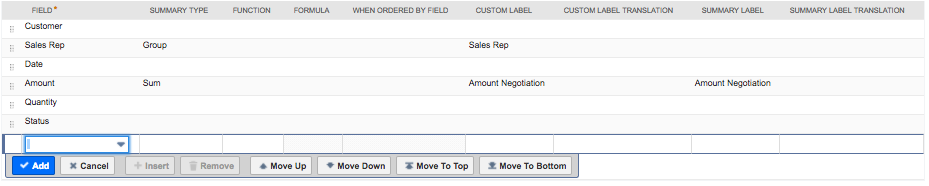 FIELD * SUMMARY TYPE FUNCTION FORMULA WHEN ORDERED BY FIELD CUSTOM LABEL CUSTOM LABEL TRANSLATION SUMMARY LABEL SUMMARY LABEL TRANSLATION
Customer
Sales Rep Group Sales Rep
Date
Amount Sum Amount Negotiation Amount Negotiation
Quantity
Status
Add Cancel Insert Remove Move Up Move Down Move To Top Move To Bottom